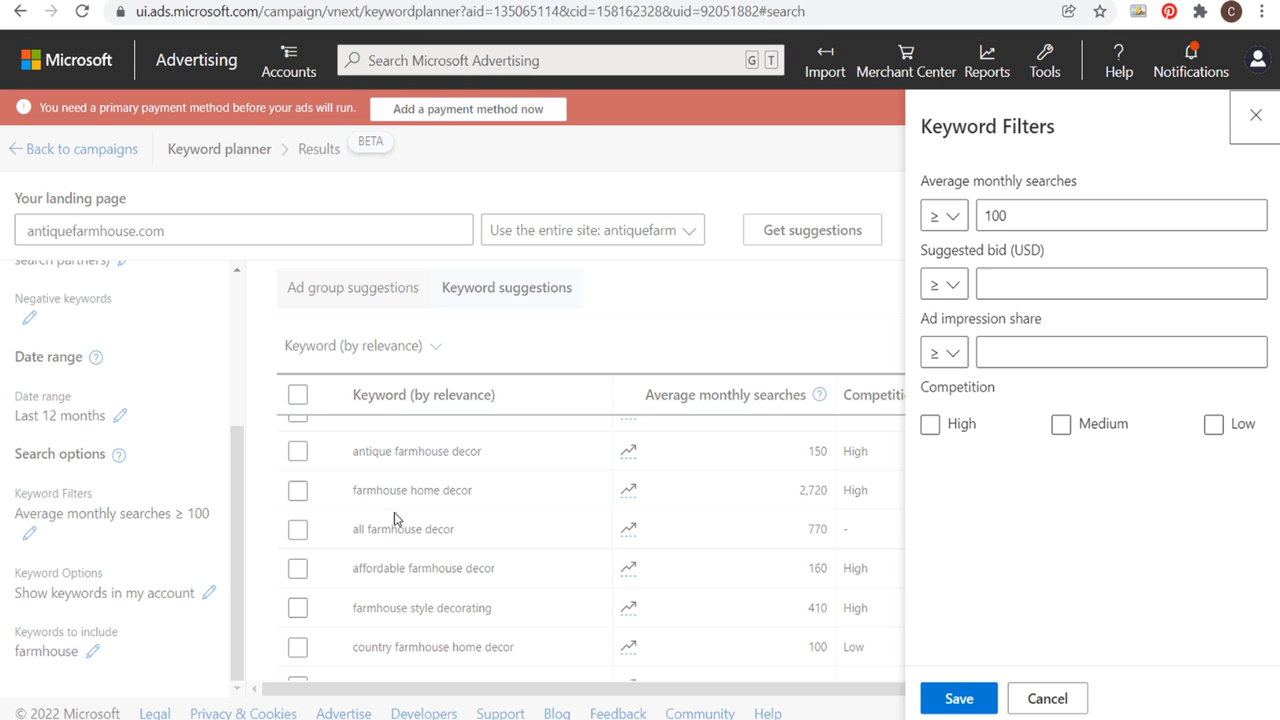 ui.ads.microsoft.com/campaign/vnext/keywordplanner?aid=135065114&cid=158162328&uid=92051882#search
C
Microsoft
Advertising
Accounts
Search Microsoft Advertising
G T
Import
Merchant Center
Reports
Tools
Help
Notifications
You need a primary payment method before your ads will run.
Add a payment method now
Back to campaigns
Keyword planner > Results
BETA
Your landing page
antiquefarmhouse.com
Use the entire site: antiquefarm
Get suggestions
search partners)
Negative keywords
Date range
Date range
Last 12 months
Search options
Keyword Filters
Average monthly searches ≥ 100
Keyword Options
Show keywords in my account
Keywords to include
farmhouse
Ad group suggestions
Keyword suggestions
Keyword (by relevance)
Keyword (by relevance) Average monthly searches Competiti
antique farmhouse decor 150 High
farmhouse home decor 2,720 High
all farmhouse decor 770 -
affordable farmhouse decor 160 High
farmhouse style decorating 410 High
country farmhouse home decor 100 Low
Keyword Filters
Average monthly searches
≥ 100
Suggested bid (USD)
≥
Ad impression share
≥
Competition
High Medium Low
Save Cancel
© 2022 Microsoft Legal Privacy & Cookies Advertise Developers Support Blog Feedback Community Help